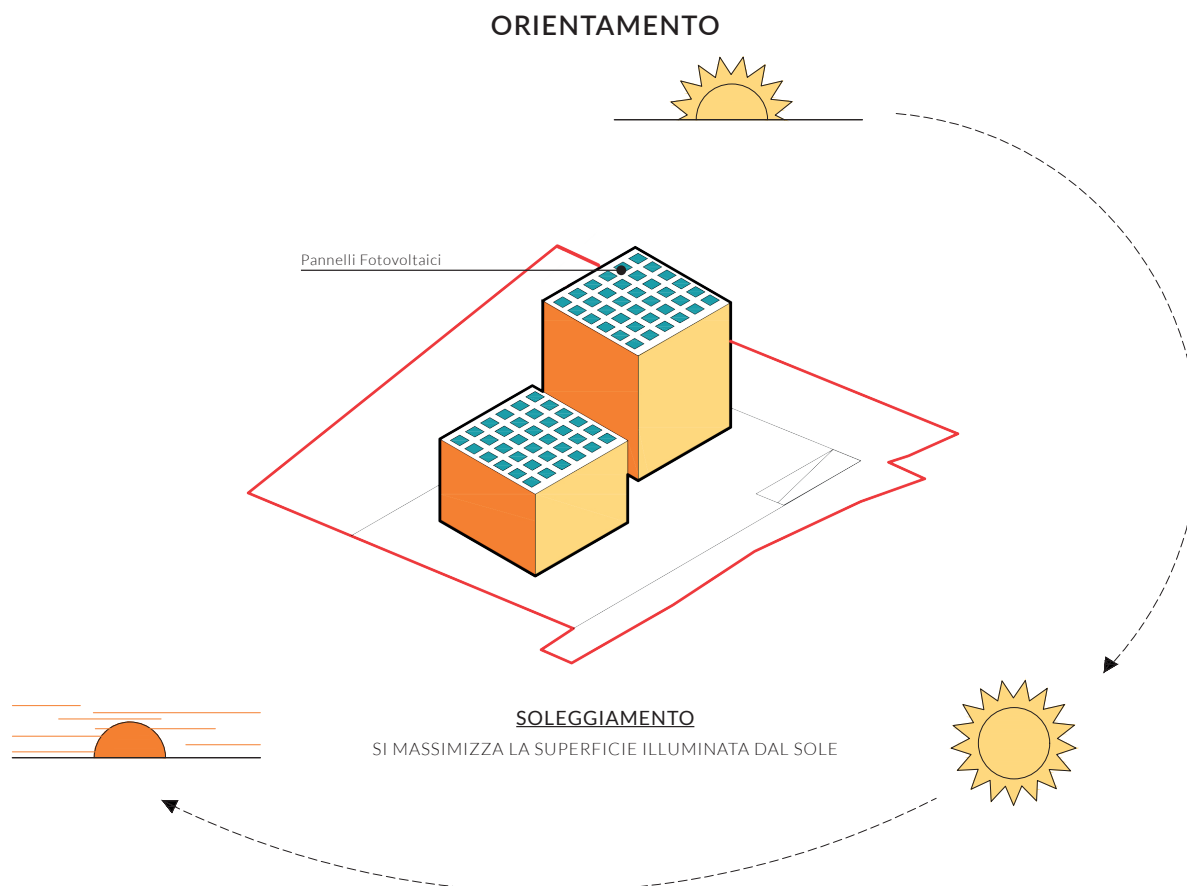 ORIENTAMENTO
Pannelli Fotovoltaici
SOLEGGIAMENTO
SI MASSIMIZZA LA SUPERFICIE ILLUMINATA DAL SOLE